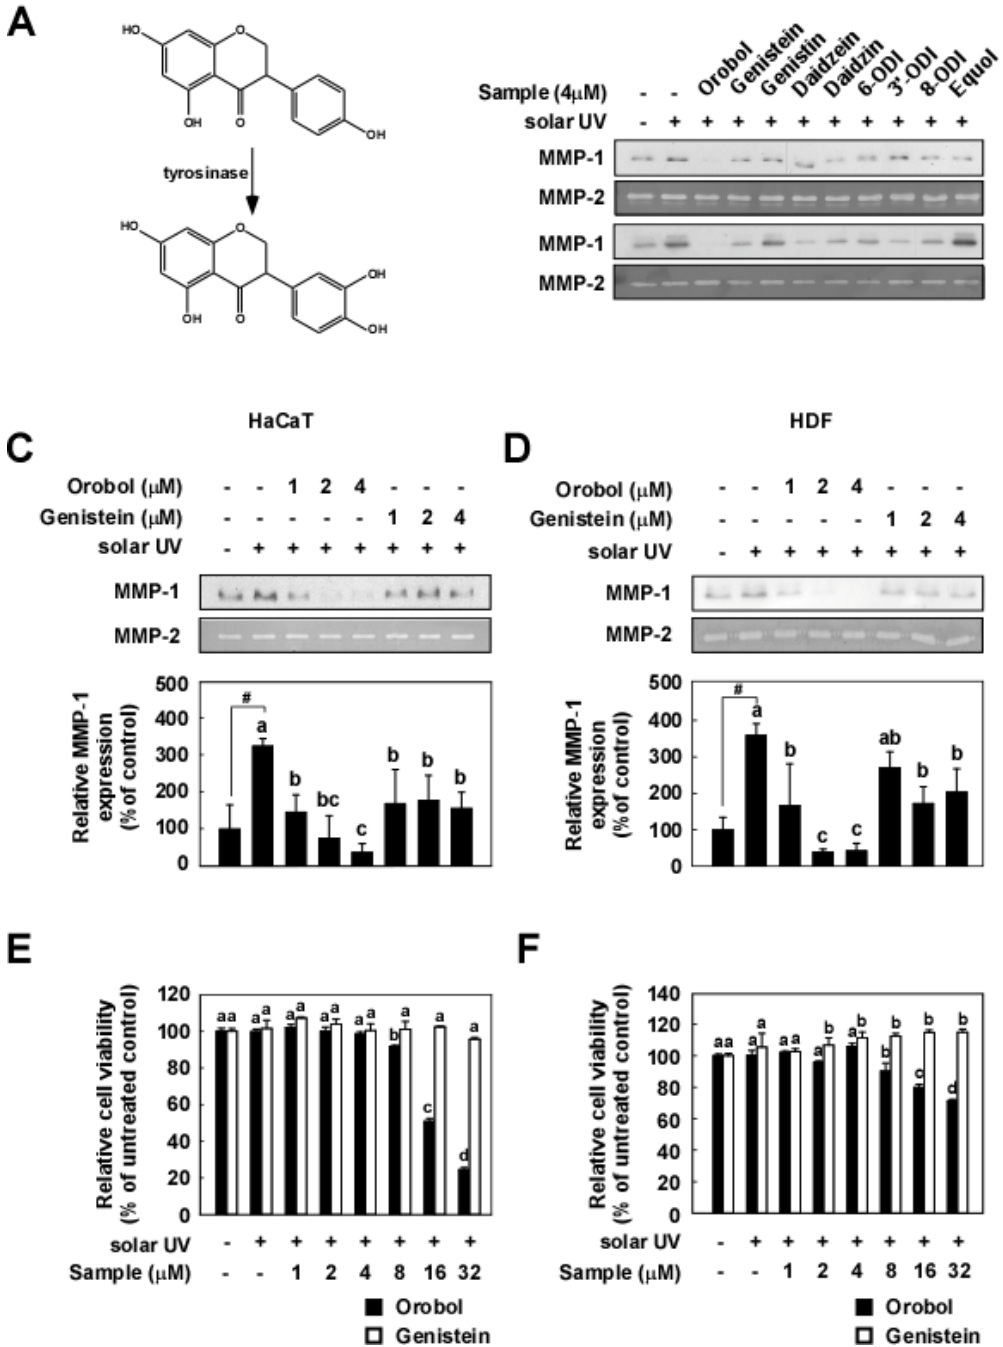 A
HO
O
OH
O
OH
tyrosinase
HO
O
OH
OH
O
OH
Orobol
Genistein
Genistin
Daidzein
Daidzin
6-ODI
3'-ODI
8-ODI
Equol
Sample (4μM) - -
solar UV - + + + + + + + + + +
MMP-1
MMP-2
MMP-1
MMP-2
HaCaT
C
Orobol (μM) - - 1 2 4 - - -
Genistein (μM) - - - - - 1 2 4
solar UV - + + + + + + +
MMP-1
MMP-2
Relative MMP-1
expression
(% of control)
500
400
300
200
100
0
#
a
b
bc
c
b
b
b
HDF
D
Orobol (μM) - - 1 2 4 - - -
Genistein (μM) - - - - - 1 2 4
solar UV - + + + + + + +
MMP-1
MMP-2
Relative MMP-1
expression
(% of control)
500
400
300
200
100
0
#
a
b
c
c
ab
b
b
E
Relative cell viability
(% of untreated control)
120
100
80
60
40
20
0
a a a a a a a a a a b a c a d a
solar UV - + + + + + + +
Sample (μM) - - 1 2 4 8 16 32
Orobol
Genistein
F
Relative cell viability
(% of untreated control)
140
120
100
80
60
40
20
0
a a a a a a a b a b b b c b d b
solar UV - + + + + + + +
Sample (μM) - - 1 2 4 8 16 32
Orobol
Genistein